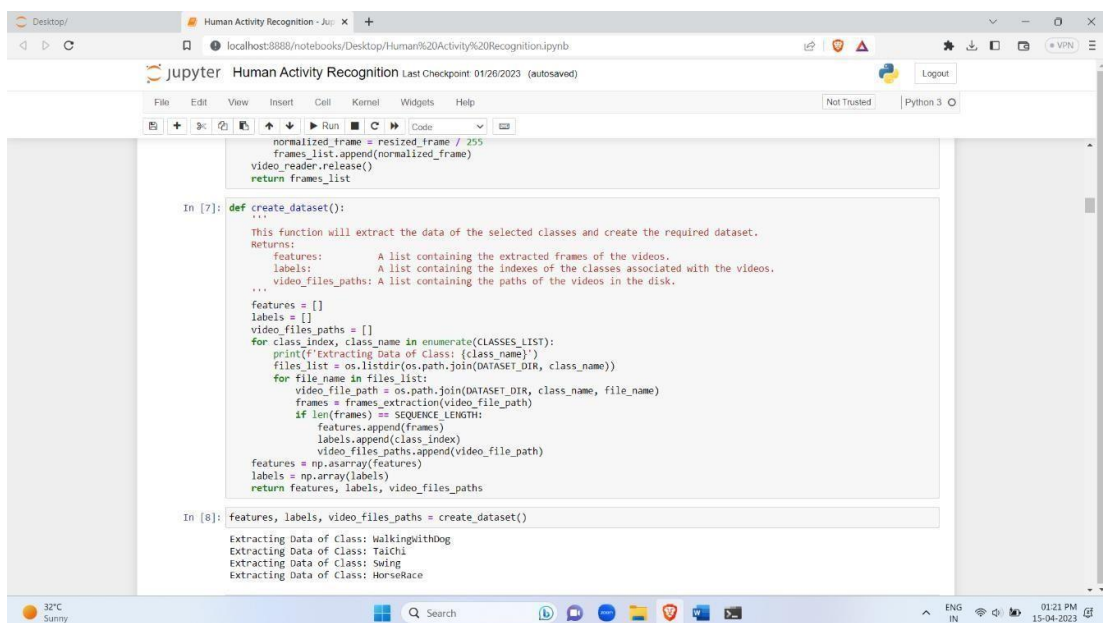 Desktop/
Human Activity Recognition - Jup
localhost:8888/notebooks/Desktop/Human%20Activity%20Recognition.ipynb
VPN
jupyter Human Activity Recognition Last Checkpoint: 01/26/2023 (autosaved)
Logout
File Edit View Insert Cell Kernel Widgets Help
Not Trusted
Python 3
Run
Code
normalized_frame = resized_frame / 255
frames_list.append(normalized_frame)
video_reader.release()
return frames_list
In [7]: def create_dataset():
'''
This function will extract the data of the selected classes and create the required dataset.
Returns:
features: A list containing the extracted frames of the videos.
labels: A list containing the indexes of the classes associated with the videos.
video_files_paths: A list containing the paths of the videos in the disk.
'''
features = []
labels = []
video_files_paths = []
for class_index, class_name in enumerate(CLASSES_LIST):
print(f'Extracting Data of Class: {class_name}')
files_list = os.listdir(os.path.join(DATASET_DIR, class_name))
for file_name in files_list:
video_file_path = os.path.join(DATASET_DIR, class_name, file_name)
frames = frames_extraction(video_file_path)
if len(frames) == SEQUENCE_LENGTH:
features.append(frames)
labels.append(class_index)
video_files_paths.append(video_file_path)
features = np.asarray(features)
labels = np.array(labels)
return features, labels, video_files_paths
In [8]: features, labels, video_files_paths = create_dataset()
Extracting Data of Class: WalkingWithDog
Extracting Data of Class: TaiChi
Extracting Data of Class: Swing
Extracting Data of Class: HorseRace
32°C
Sunny
Search
ENG
IN
01:21 PM
15-04-2023